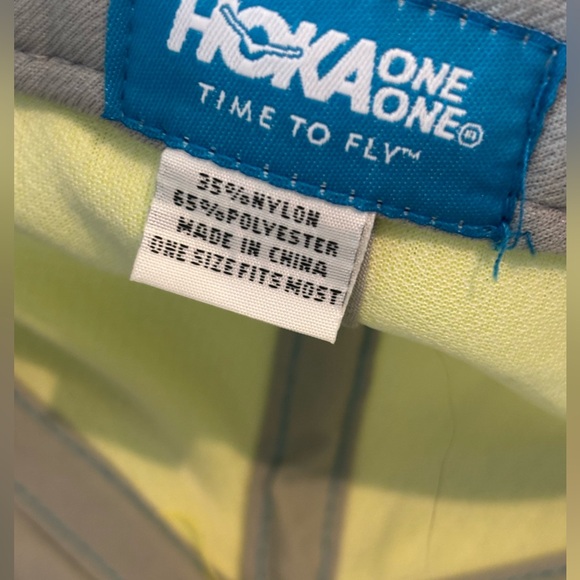 HOKA ONE ONE®
TIME TO FLY™
35%NYLON
65%POLYESTER
MADE IN CHINA
ONE SIZE FITS MOST